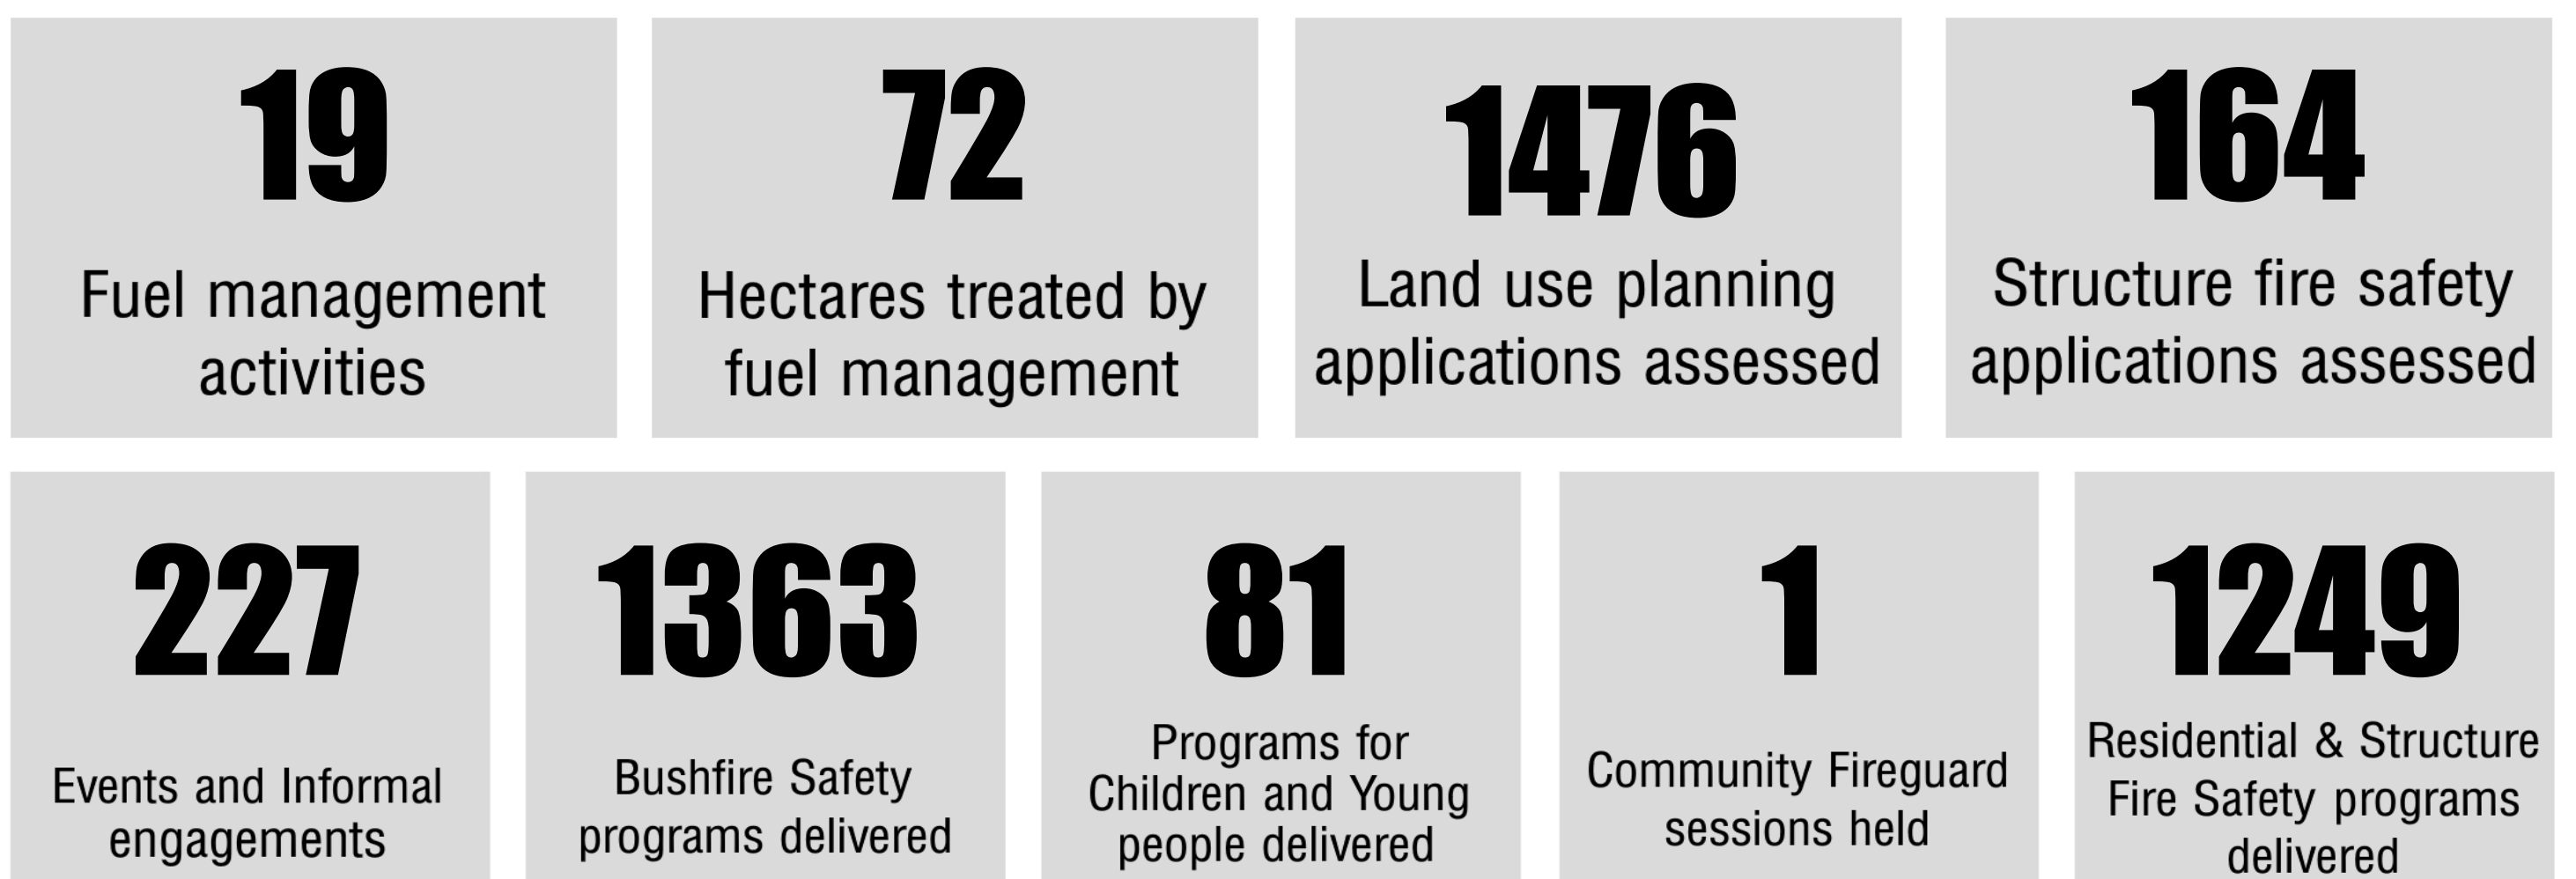 19
Fuel management
activities
72
Hectares treated by
fuel management
1476
Land use planning
applications assessed
164
Structure fire safety
applications assessed
227
Events and Informal
engagements
1363
Bushfire Safety
programs delivered
81
Programs for
Children and Young
people delivered
1
Community Fireguard
sessions held
1249
Residential & Structure
Fire Safety programs
delivered